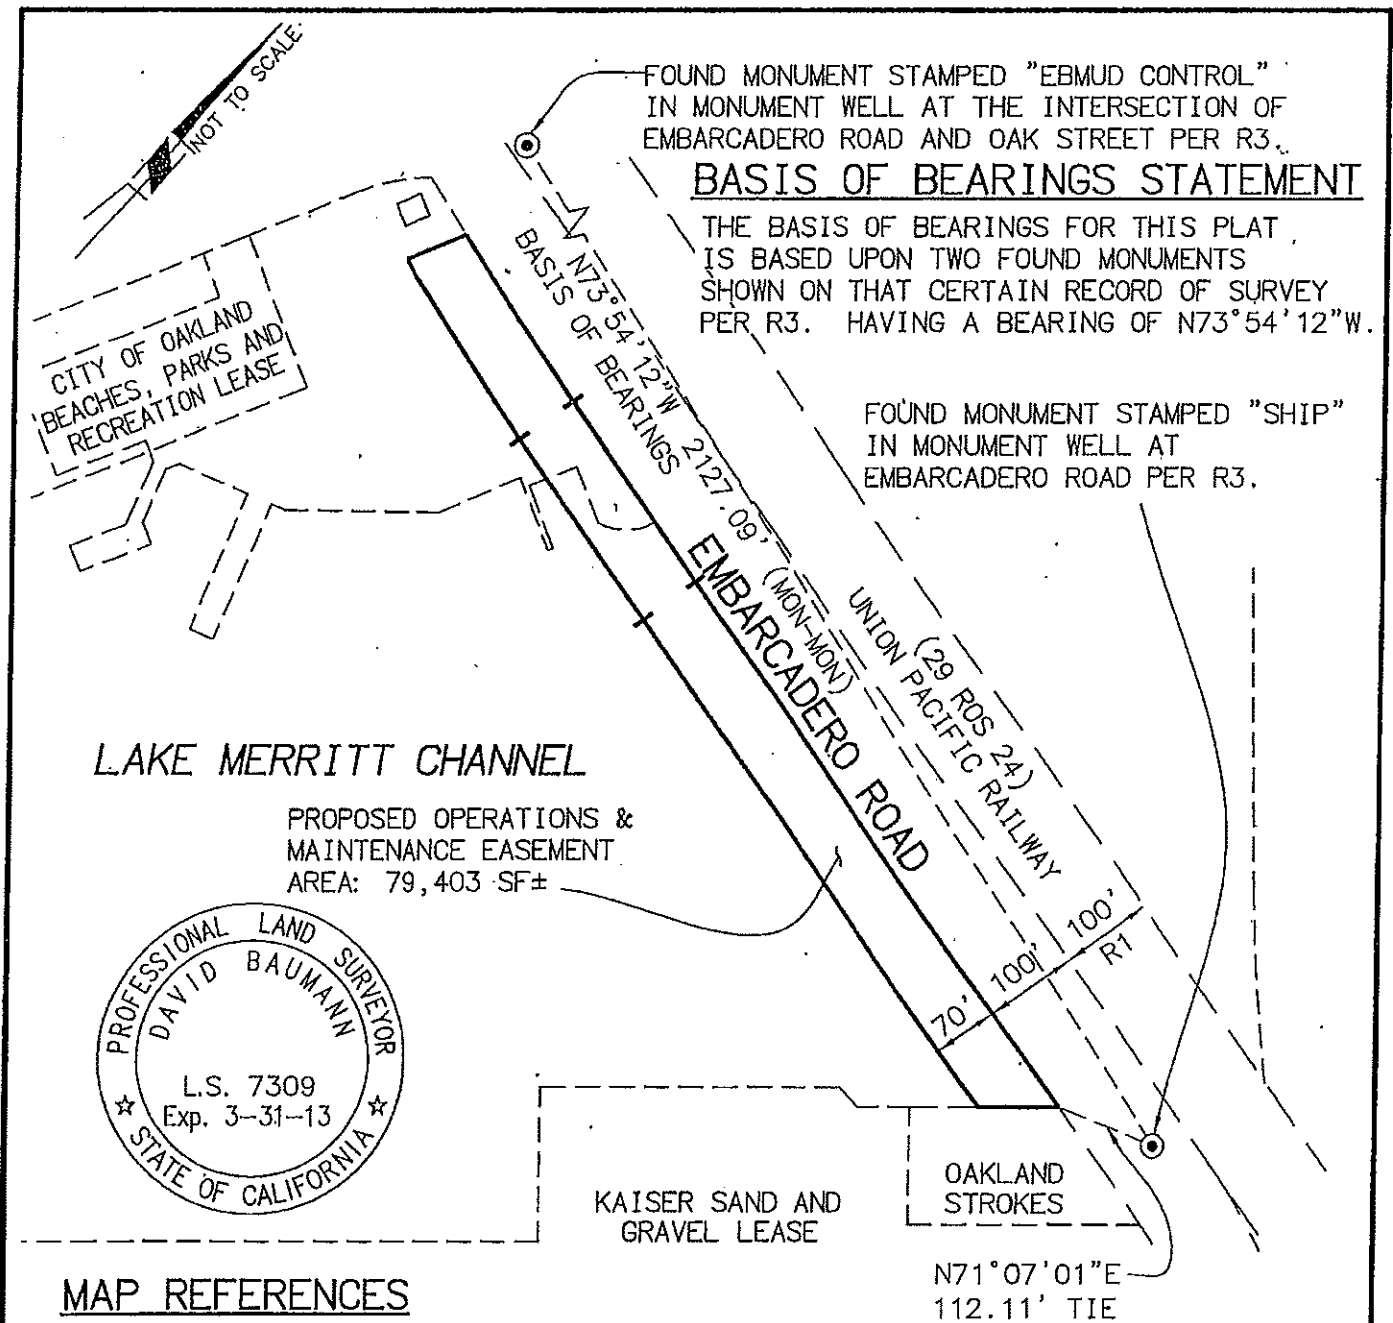 NOT TO SCALE
FOUND MONUMENT STAMPED "EBMUD CONTROL"
IN MONUMENT WELL AT THE INTERSECTION OF
EMBARCADERO ROAD AND OAK STREET PER R3.
BASIS OF BEARINGS STATEMENT
THE BASIS OF BEARINGS FOR THIS PLAT
IS BASED UPON TWO FOUND MONUMENTS
SHOWN ON THAT CERTAIN RECORD OF SURVEY
PER R3. HAVING A BEARING OF N73°54'12"W.
CITY OF OAKLAND
BEACHES, PARKS AND
RECREATION LEASE
N73°54'12"W 2127.09' (MON-MON)
BASIS OF BEARINGS
FOUND MONUMENT STAMPED "SHIP"
IN MONUMENT WELL AT
EMBARCADERO ROAD PER R3.
EMBARCADERO ROAD
(29 ROS 24)
UNION PACIFIC RAILWAY
LAKE MERRITT CHANNEL
PROPOSED OPERATIONS &
MAINTENANCE EASEMENT
AREA: 79,403 SF±
100'
R1
100'
70'
PROFESSIONAL LAND SURVEYOR
DAVID BAUMANN
L.S. 7309
Exp. 3-31-13
STATE OF CALIFORNIA
KAISER SAND AND
GRAVEL LEASE
OAKLAND
STROKES
N71°07'01"E
112.11' TIE
MAP REFERENCES